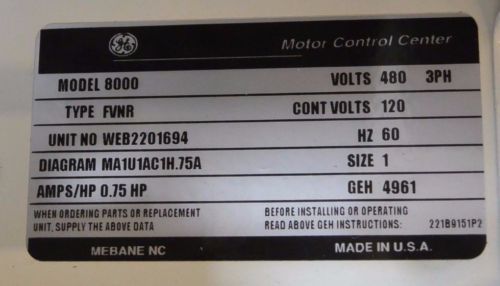 GE Motor Control Center
MODEL 8000 VOLTS 480 3PH
TYPE FVNR CONT VOLTS 120
UNIT NO WEB2201694 HZ 60
DIAGRAM MA1U1AC1H.75A SIZE 1
AMPS/HP 0.75 HP GEH 4961
WHEN ORDERING PARTS OR REPLACEMENT BEFORE INSTALLING OR OPERATING
UNIT, SUPPLY THE ABOVE DATA READ ABOVE GEH INSTRUCTIONS: 221B9151P2
MEBANE NC MADE IN U.S.A.